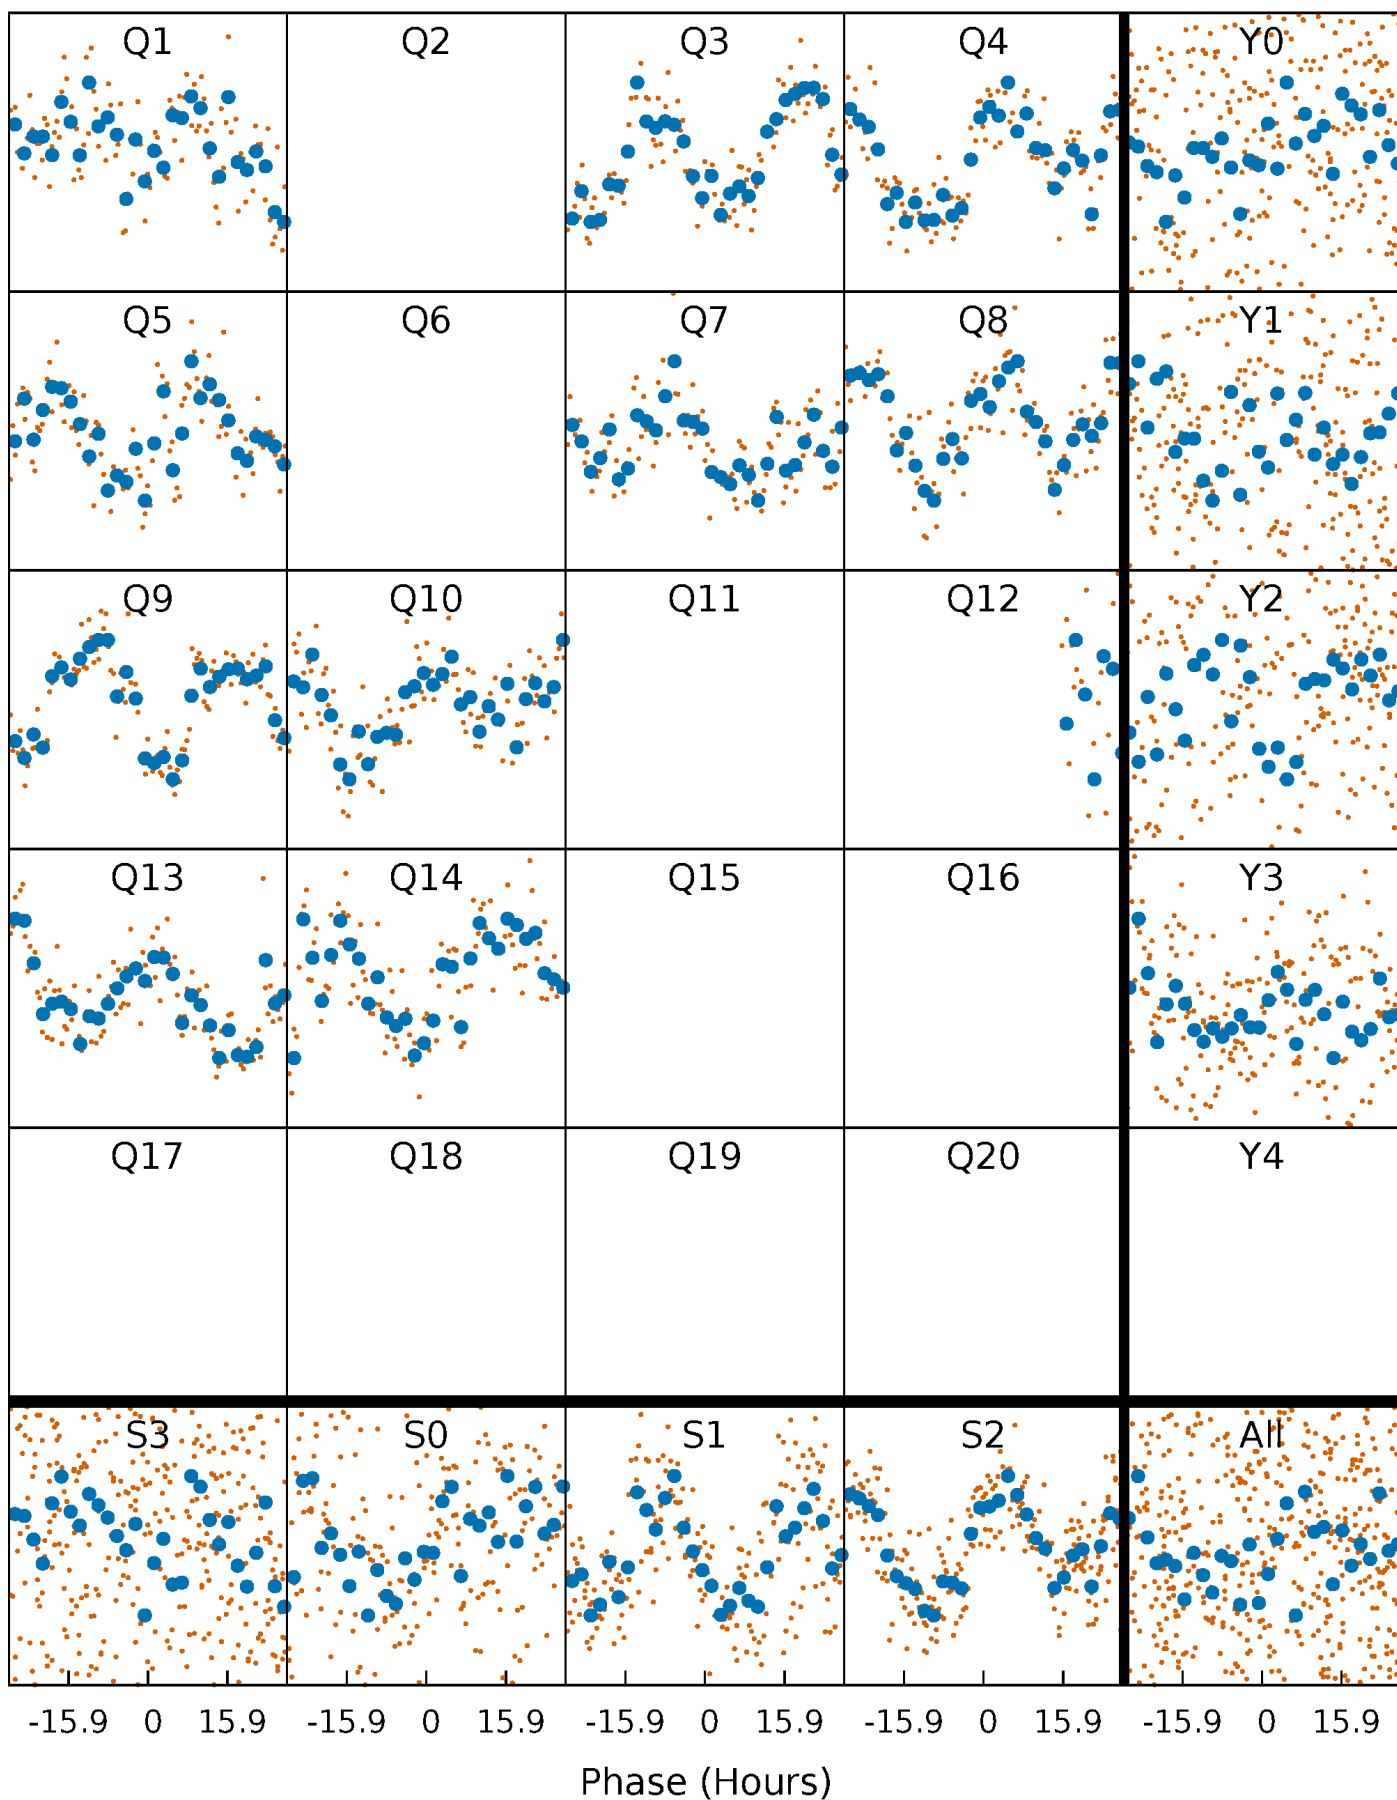 Q1 Q2 Q3 Q4 Y0
Q5 Q6 Q7 Q8 Y1
Q9 Q10 Q11 Q12 Y2
Q13 Q14 Q15 Q16 Y3
Q17 Q18 Q19 Q20 Y4
S3 S0 S1 S2 All
-15.9 0 15.9 -15.9 0 15.9 -15.9 0 15.9 -15.9 0 15.9 -15.9 0 15.9
Phase (Hours)